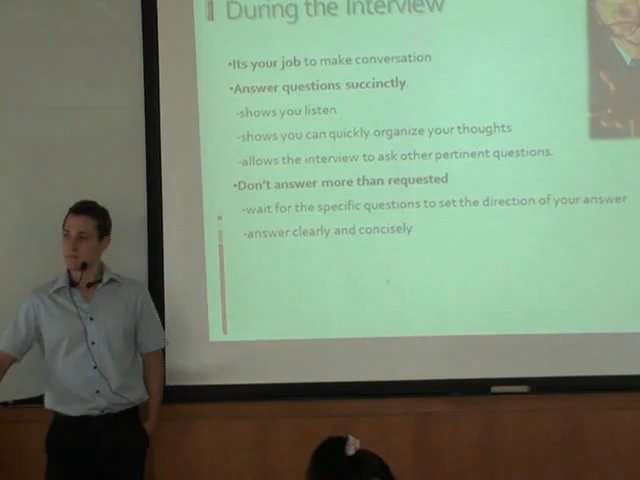 During the Interview
•Its your job to make conversation
•Answer questions succinctly.
-shows you listen
-shows you can quickly organize your thoughts
-allows the interview to ask other pertinent questions.
•Don't answer more than requested
-wait for the specific questions to set the direction of your answer
-answer clearly and concisely